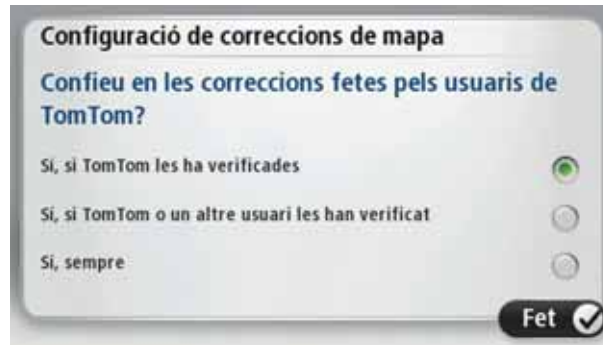 Configuració de correccions de mapa
Confieu en les correccions fetes pels usuaris de
TomTom?
Sí, si TomTom les ha verificades
Sí, si TomTom o un altre usuari les han verificat
Sí, sempre
Fet